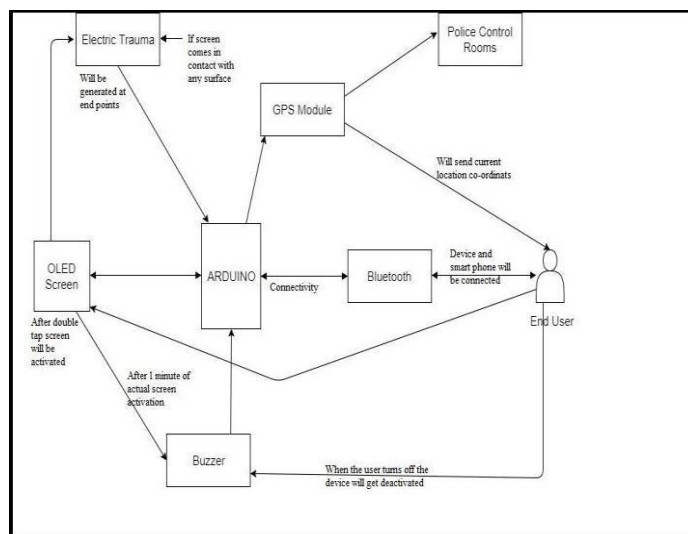 Electric Trauma
If screen
comes in
contact with
any surface
Police Control
Rooms
Will be
generated at
end points
GPS Module
Will send current
location co-ordinats
OLED
Screen
ARDUINO
Connectivity
Bluetooth
Device and
smart phone will
be connected
End User
After double
tap screen
will be
activated
After 1 minute of
actual screen
activation
Buzzer
When the user turns off the
device will get deactivated